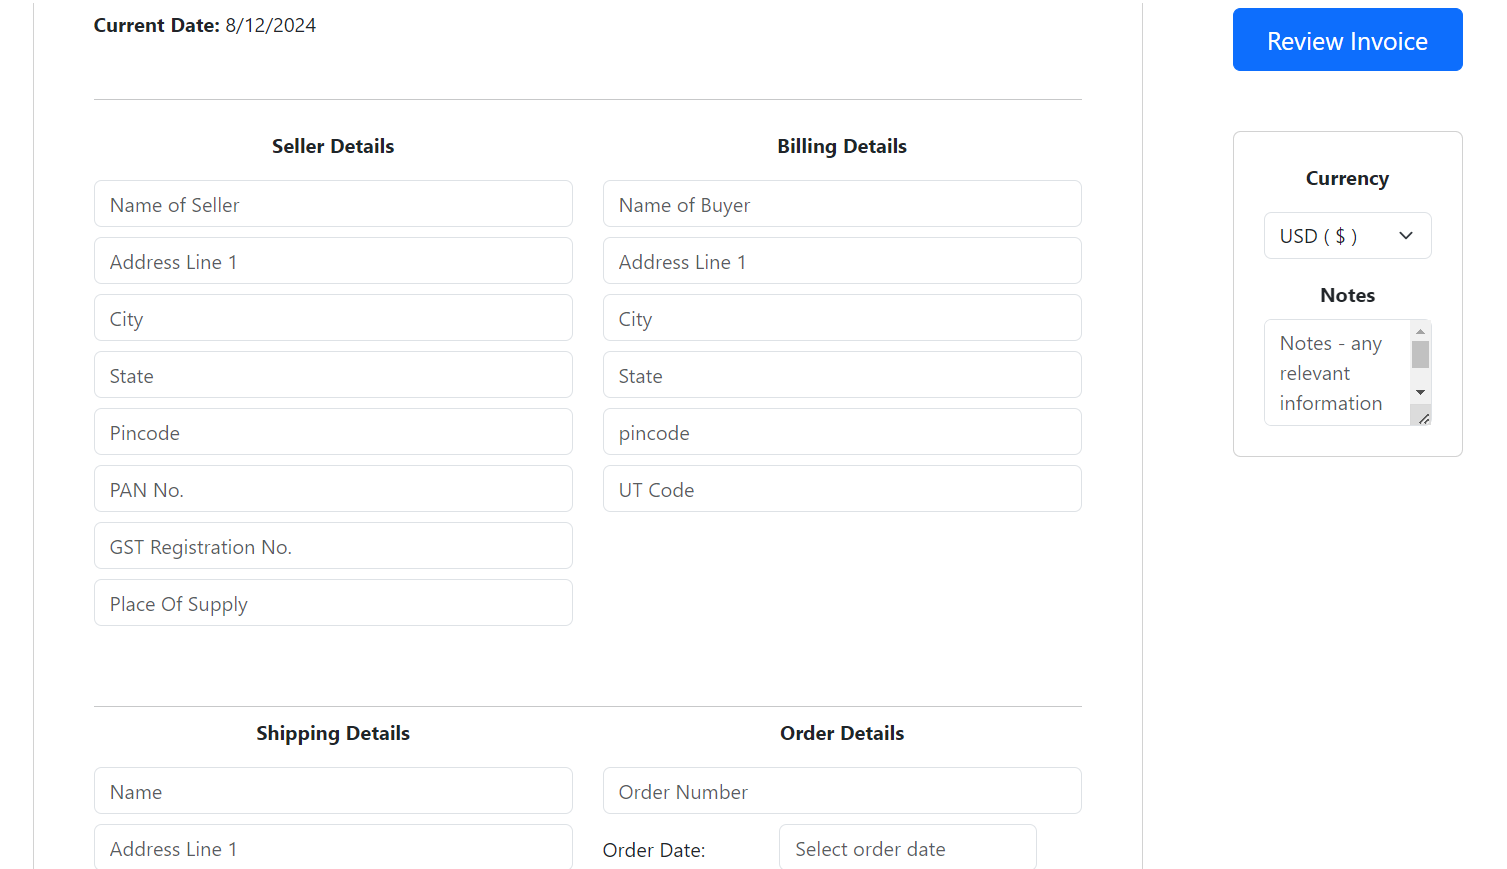 Current Date: 8/12/2024
Review Invoice
Seller Details
Name of Seller
Address Line 1
City
State
Pincode
PAN No.
GST Registration No.
Place Of Supply
Billing Details
Name of Buyer
Address Line 1
City
State
pincode
UT Code
Currency
USD ( $ )
Notes
Notes - any
relevant
information
Shipping Details
Name
Address Line 1
Order Details
Order Number
Order Date:
Select order date